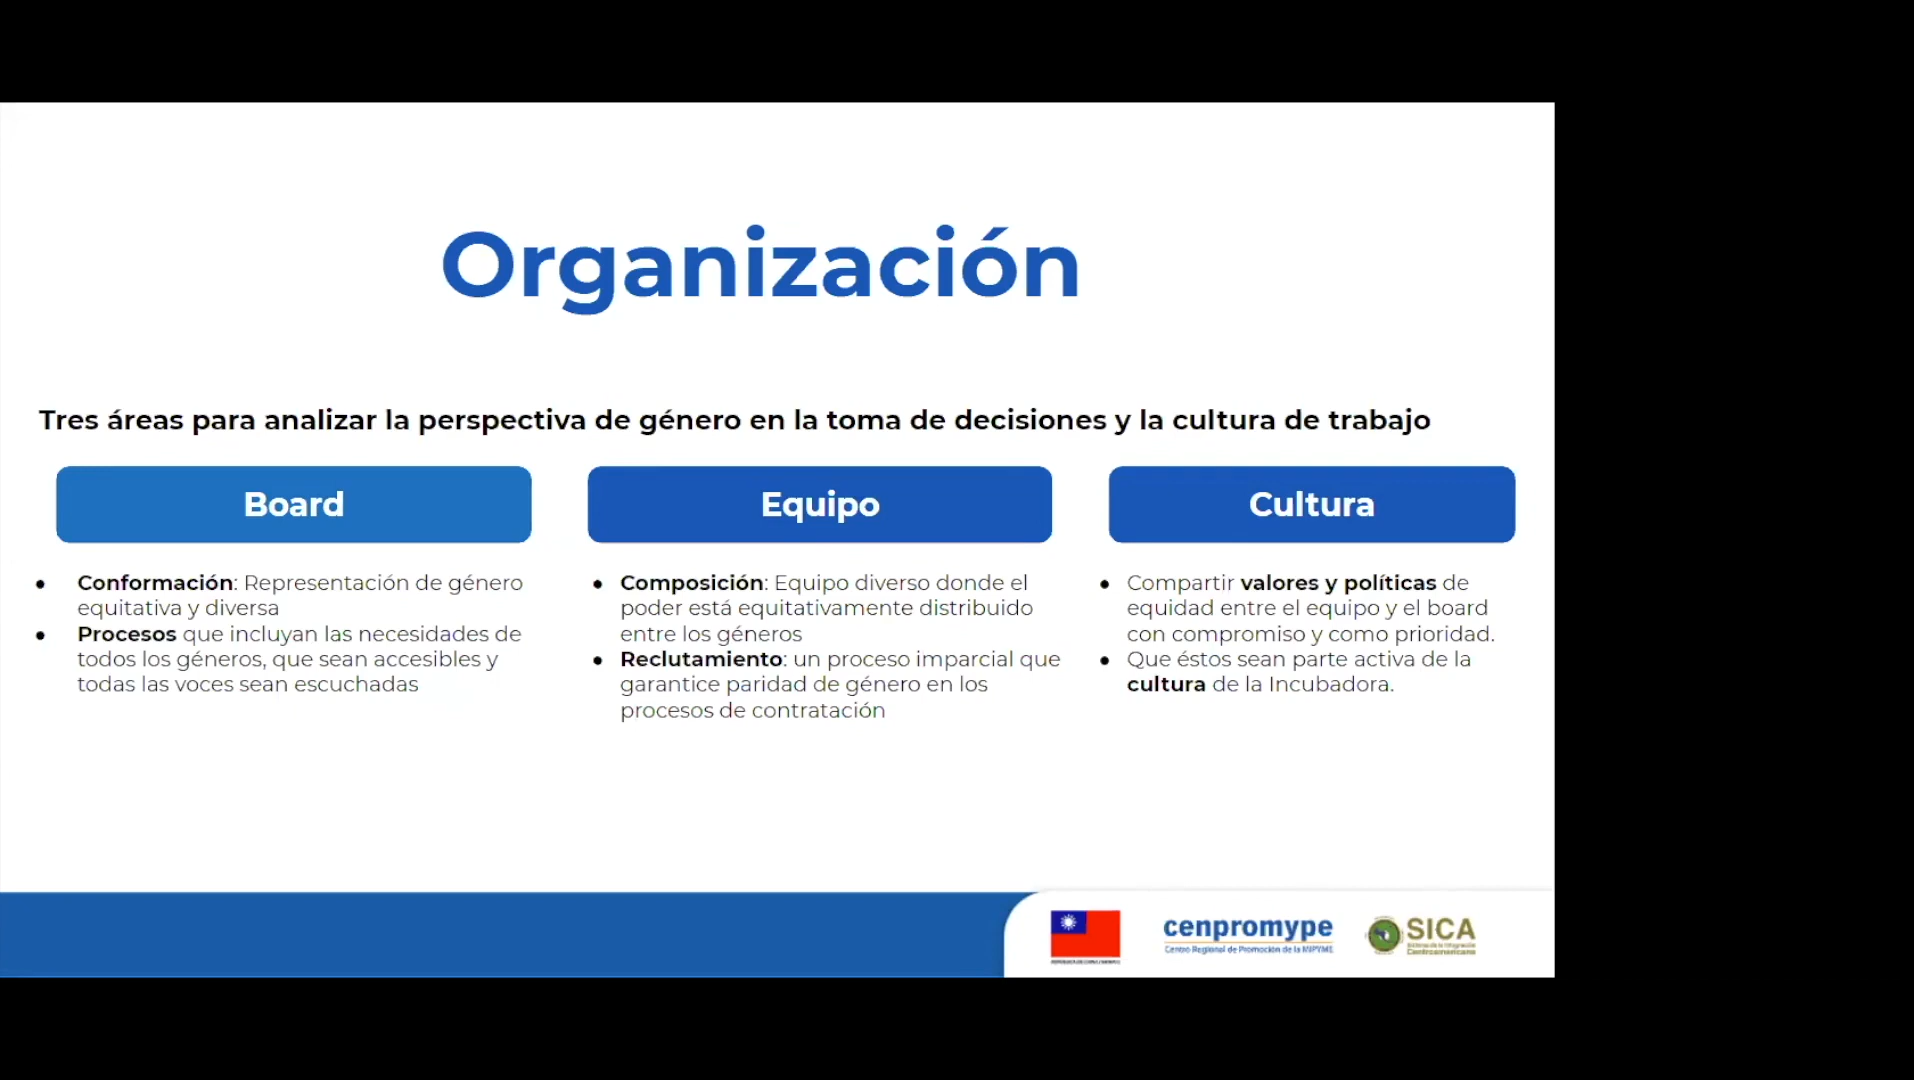 Organización
Tres áreas para analizar la perspectiva de género en la toma de decisiones y la cultura de trabajo
Board
● Conformación: Representación de género
equitativa y diversa
● Procesos que incluyan las necesidades de
todos los géneros, que sean accesibles y
todas las voces sean escuchadas
Equipo
● Composición: Equipo diverso donde el
poder está equitativamente distribuido
entre los géneros
● Reclutamiento: un proceso imparcial que
garantice paridad de género en los
procesos de contratación
Cultura
● Compartir valores y políticas de
equidad entre el equipo y el board
con compromiso y como prioridad.
● Que éstos sean parte activa de la
cultura de la Incubadora.
cenpromype
Centro Regional de Promoción de la MIPYME
SICA
Sistema de la Integración
Centroamericana